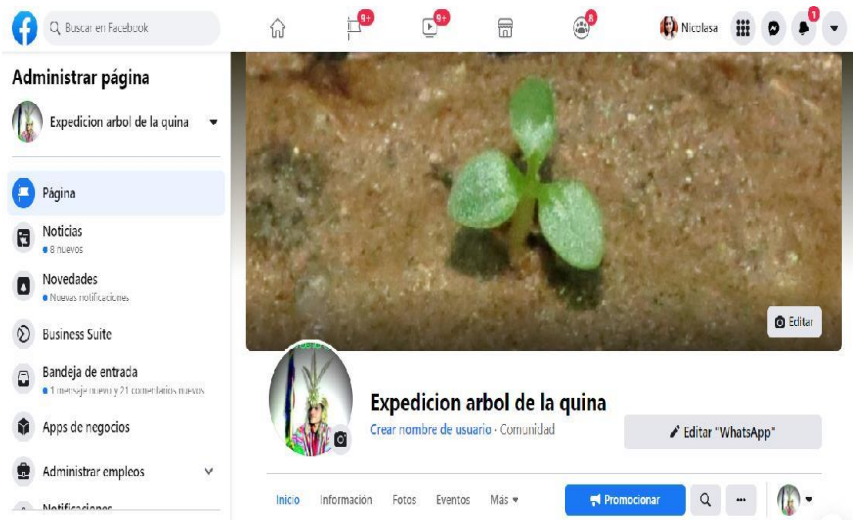 Buscar en Facebook
9+
9+
8
Nicolasa
1
Administrar página
Expedicion arbol de la quina
Página
Noticias
8 nuevos
Novedades
Nuevas notificaciones
Business Suite
Bandeja de entrada
1 mensaje nuevo y 21 comentarios nuevos
Apps de negocios
Administrar empleos
Notificaciones
Editar
Expedicion arbol de la quina
Crear nombre de usuario · Comunidad
Editar "WhatsApp"
Inicio Información Fotos Eventos Más
Promocionar